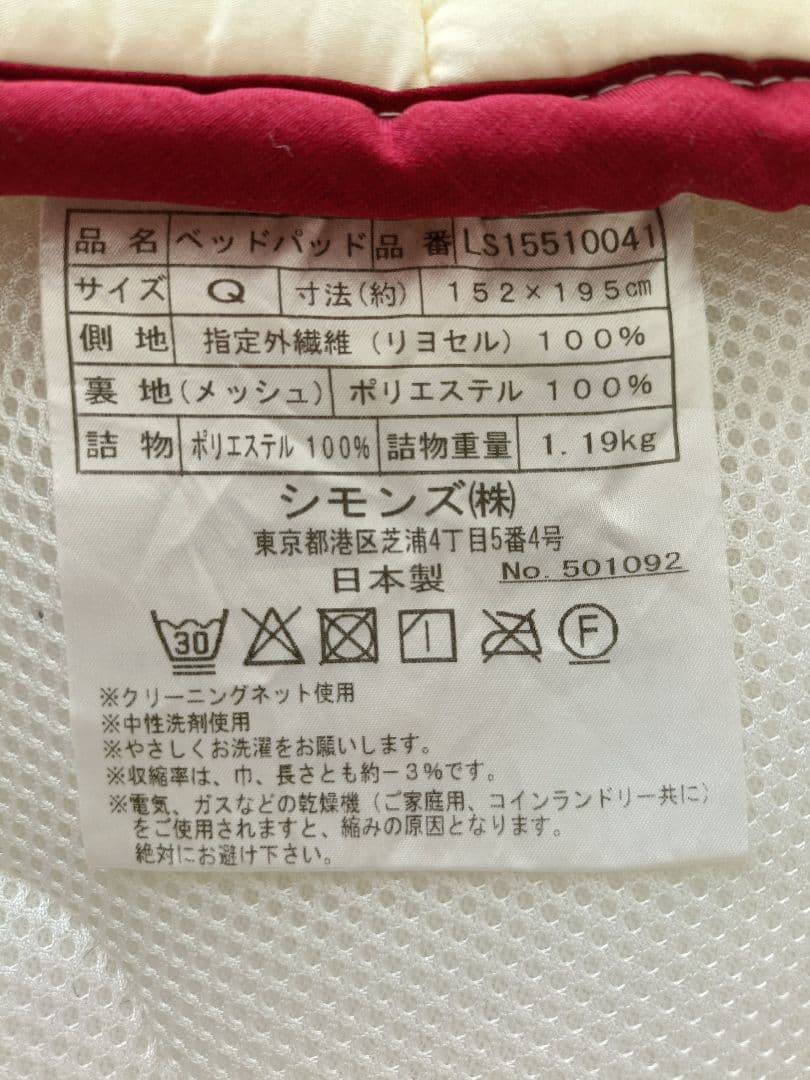 品名 ベッドパッド 品番 LS15510041
サイズ Q 寸法(約) 152×195cm
側地 指定外繊維(リヨセル)100%
裏地(メッシュ) ポリエステル 100%
詰物 ポリエステル 100% 詰物重量 1.19kg
シモンズ㈱
東京都港区芝浦4丁目5番4号
日本製 No. 501092
30 F
※クリーニングネット使用
※中性洗剤使用
※やさしくお洗濯をお願いします。
※収縮率は、巾、長さとも約−3%です。
※電気、ガスなどの乾燥機(ご家庭用、コインランドリー共に)
をご使用されますと、縮みの原因となります。
絶対にお避け下さい。